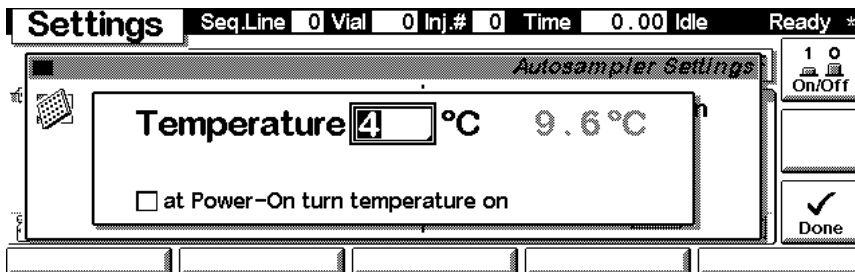 Settings Seq.Line 0 Vial 0 Inj.# 0 Time 0.00 Idle Ready *
Autosampler Settings
1 0
On/Off
Temperature 4 °C 9.6°C
at Power-On turn temperature on
Done